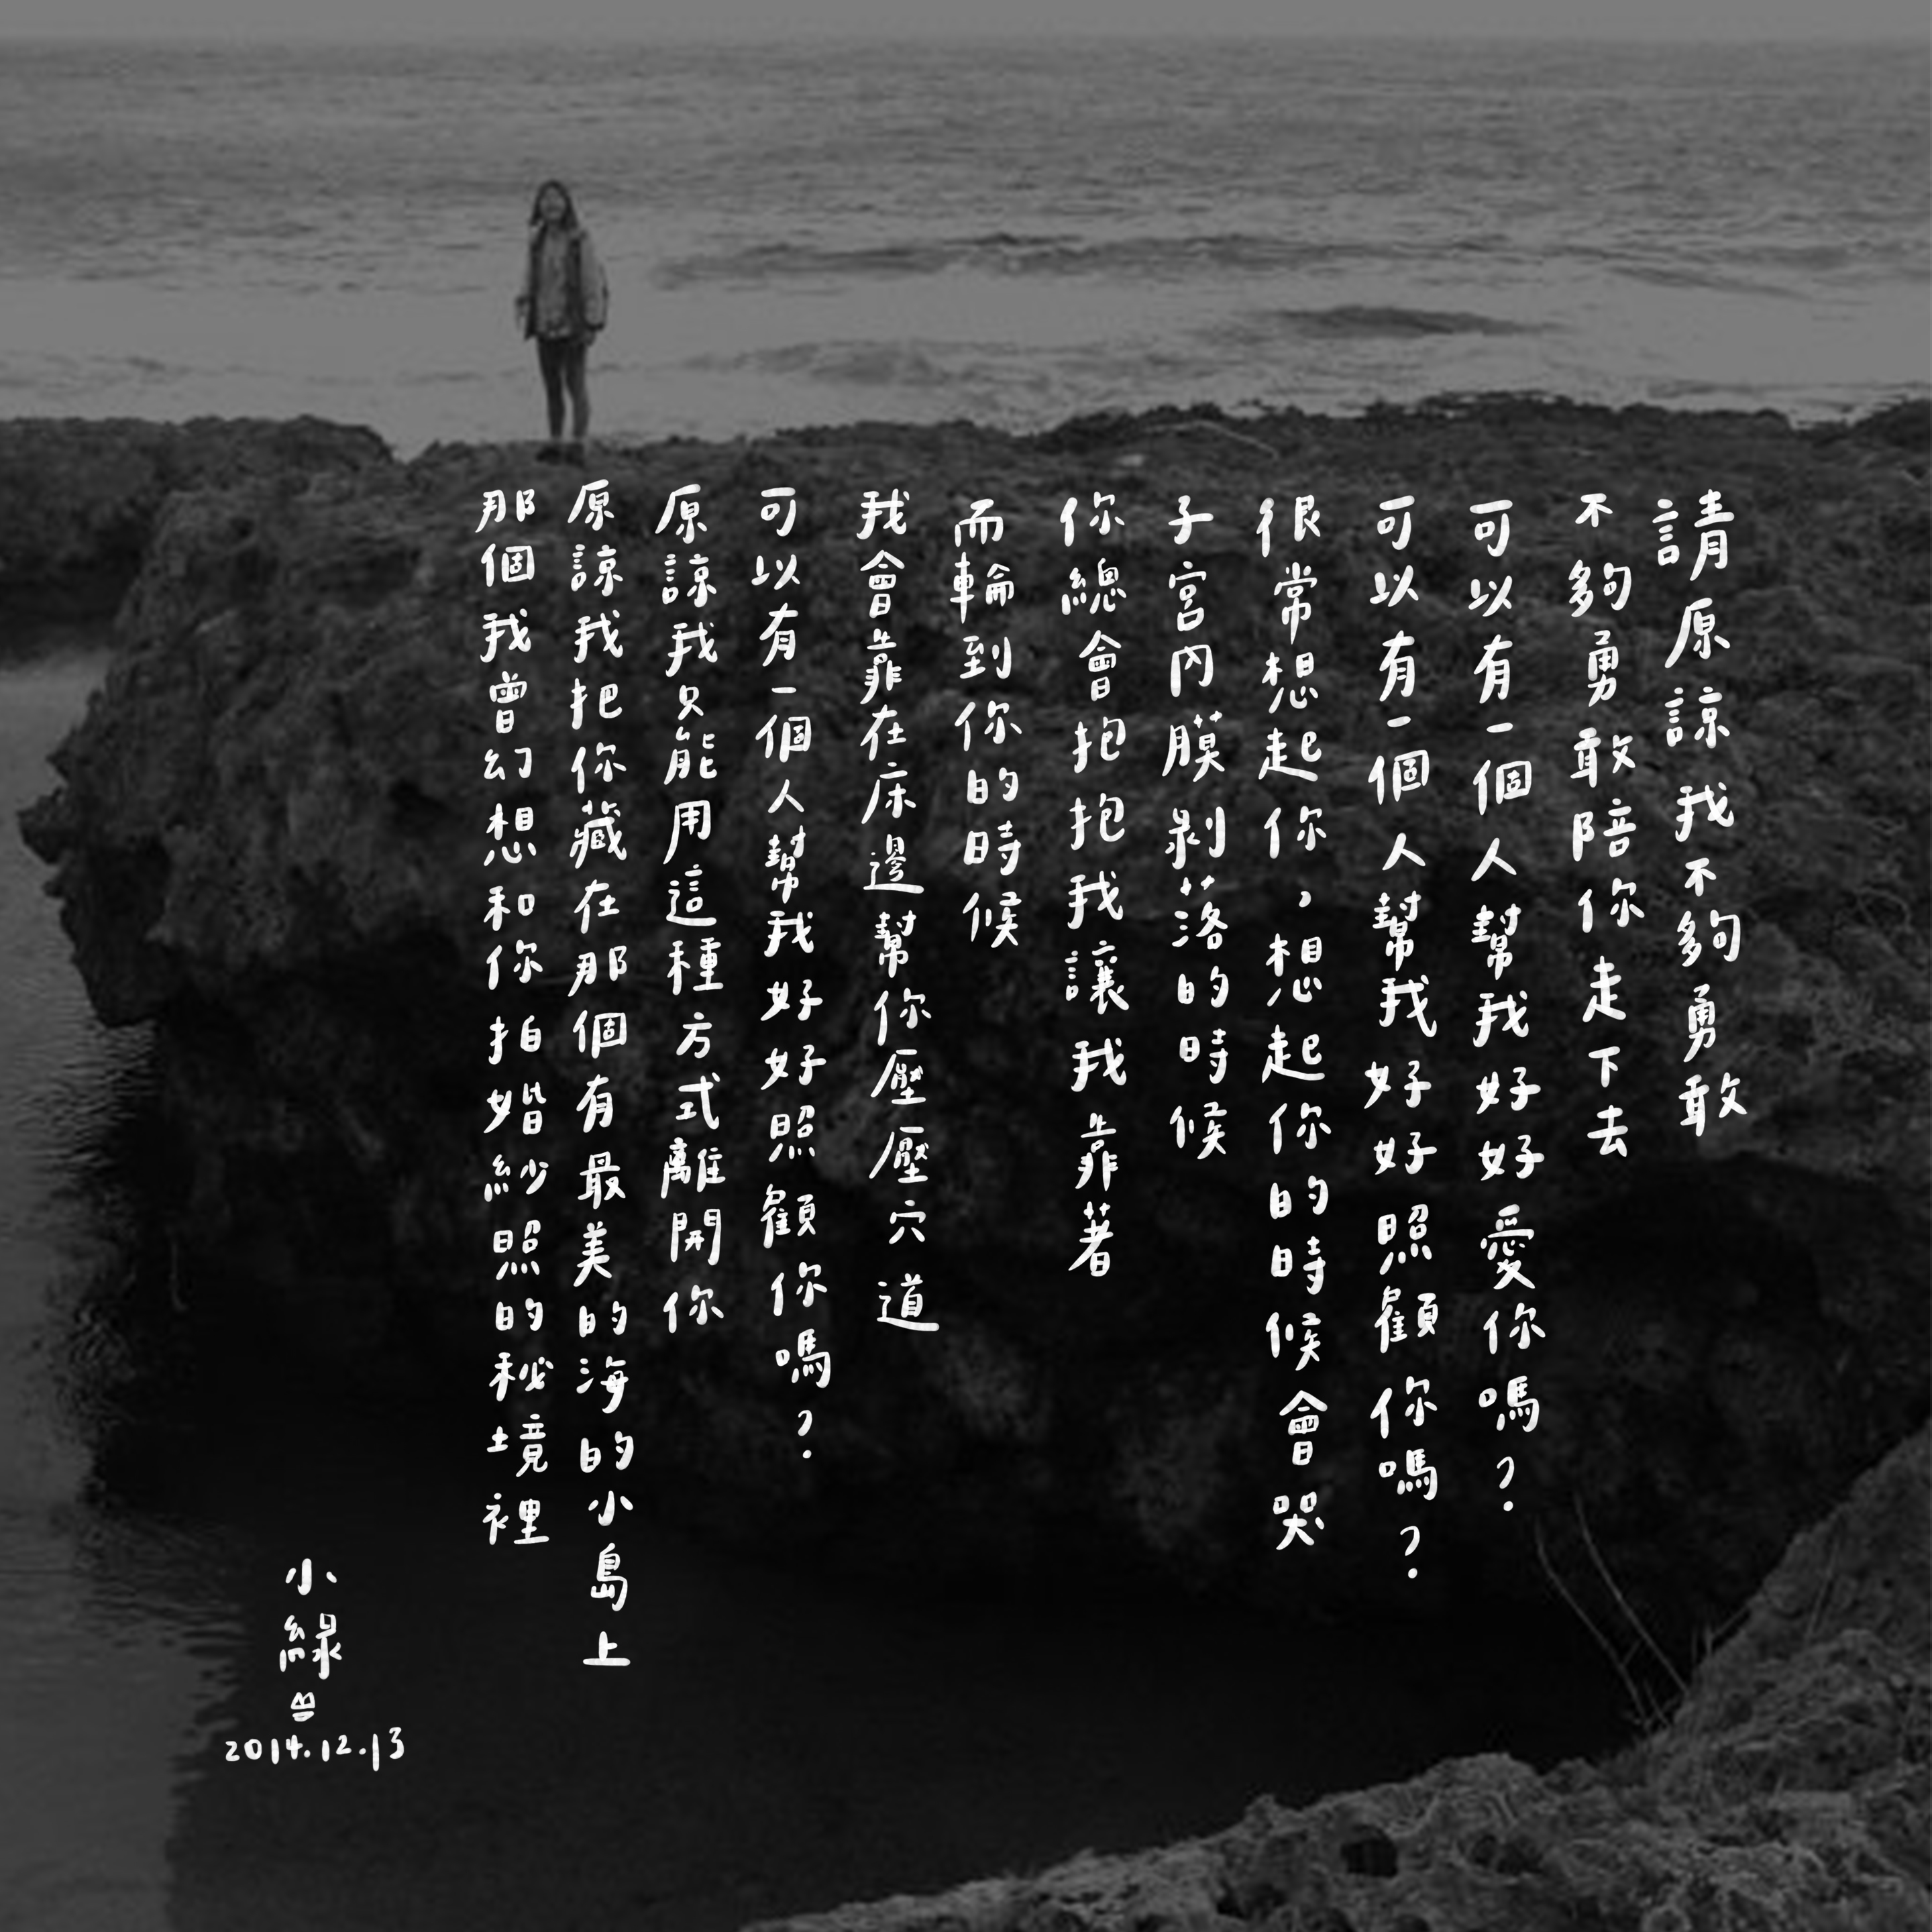 請原諒我不夠勇敢
不夠勇敢陪你走下去
可以有一個人幫我好好愛你嗎？
可以有一個人幫我好好照顧你嗎？
很常想起你，想起你的時候會哭
子宮內膜剝落的時候
你總會抱抱我讓我靠著
而輪到你的時候
我會靠在床邊幫你壓壓穴道
可以有一個人幫我好好照顧你嗎？
原諒我只能用這種方式離開你
原諒我把你藏在那個有最美的海的小島上
那個我曾幻想和你拍婚紗照的秘境裡
小綠
2014.12.13